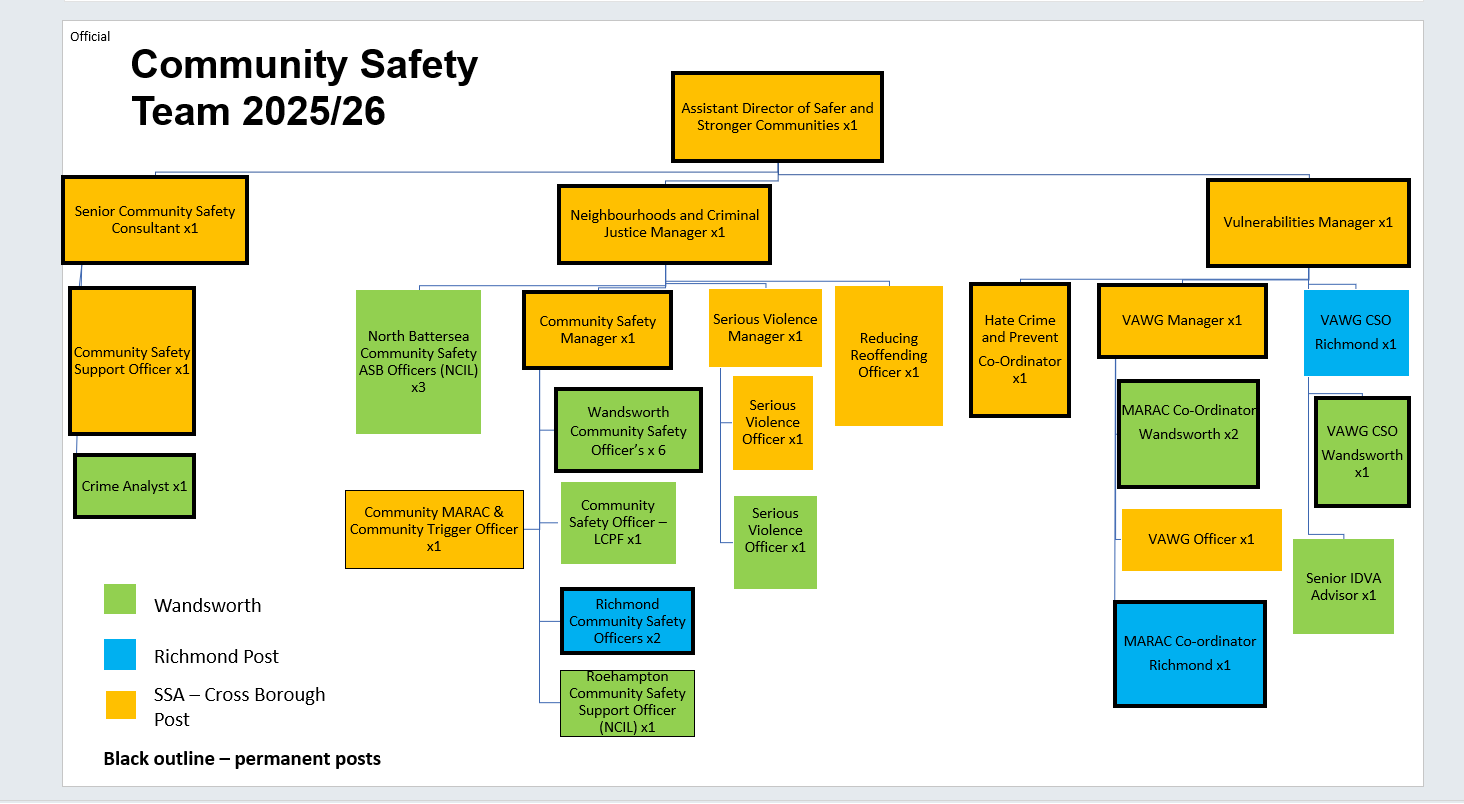 Official
Community Safety
Team 2025/26
Assistant Director of Safer and
Stronger Communities x1
Senior Community Safety
Consultant x1
Neighbourhoods and Criminal
Justice Manager x1
Vulnerabilities Manager x1
Community Safety
Support Officer x1
Crime Analyst x1
North Battersea
Community Safety
ASB Officers (NCIL)
x3
Community Safety
Manager x1
Serious Violence
Manager x1
Reducing
Reoffending
Officer x1
Wandsworth
Community Safety
Officer’s x 6
Community MARAC &
Community Trigger Officer
x1
Community
Safety Officer –
LCPF x1
Richmond
Community Safety
Officers x2
Roehampton
Community Safety
Support Officer
(NCIL) x1
Serious
Violence
Officer x1
Serious
Violence
Officer x1
Hate Crime
and Prevent
Co-Ordinator
x1
VAWG Manager x1
MARAC Co-Ordinator
Wandsworth x2
VAWG Officer x1
MARAC Co-ordinator
Richmond x1
VAWG CSO
Richmond x1
VAWG CSO
Wandsworth
x1
Senior IDVA
Advisor x1
Wandsworth
Richmond Post
SSA – Cross Borough
Post
Black outline – permanent posts